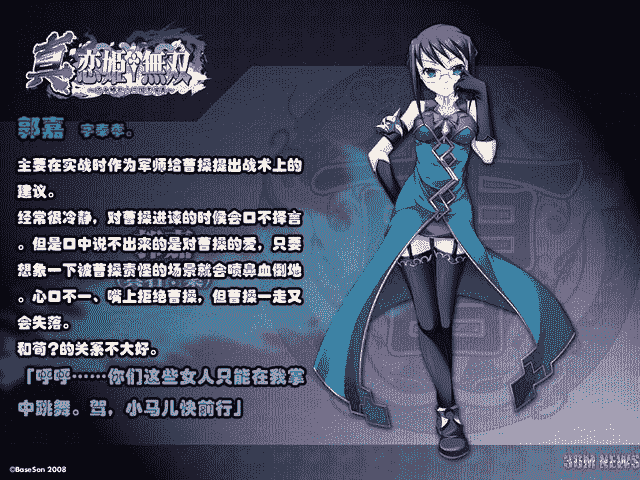 真 恋姫†無双
郭嘉 字奉孝。
主要在实战时作为军师给曹操提出战术上的
建议。
经常很冷静，对曹操进谏的时候会口不择言
。但是口中说不出来的是对曹操的爱，只要
想象一下被曹操责怪的场景就会喷鼻血倒地
。心口不一、嘴上拒绝曹操，但曹操一走又
会失落。
和荀?的关系不大好。
「呼呼……你们这些女人只能在我掌
中跳舞。驾，小马儿快前行」
©BaseSon 2008
3DM NEWS